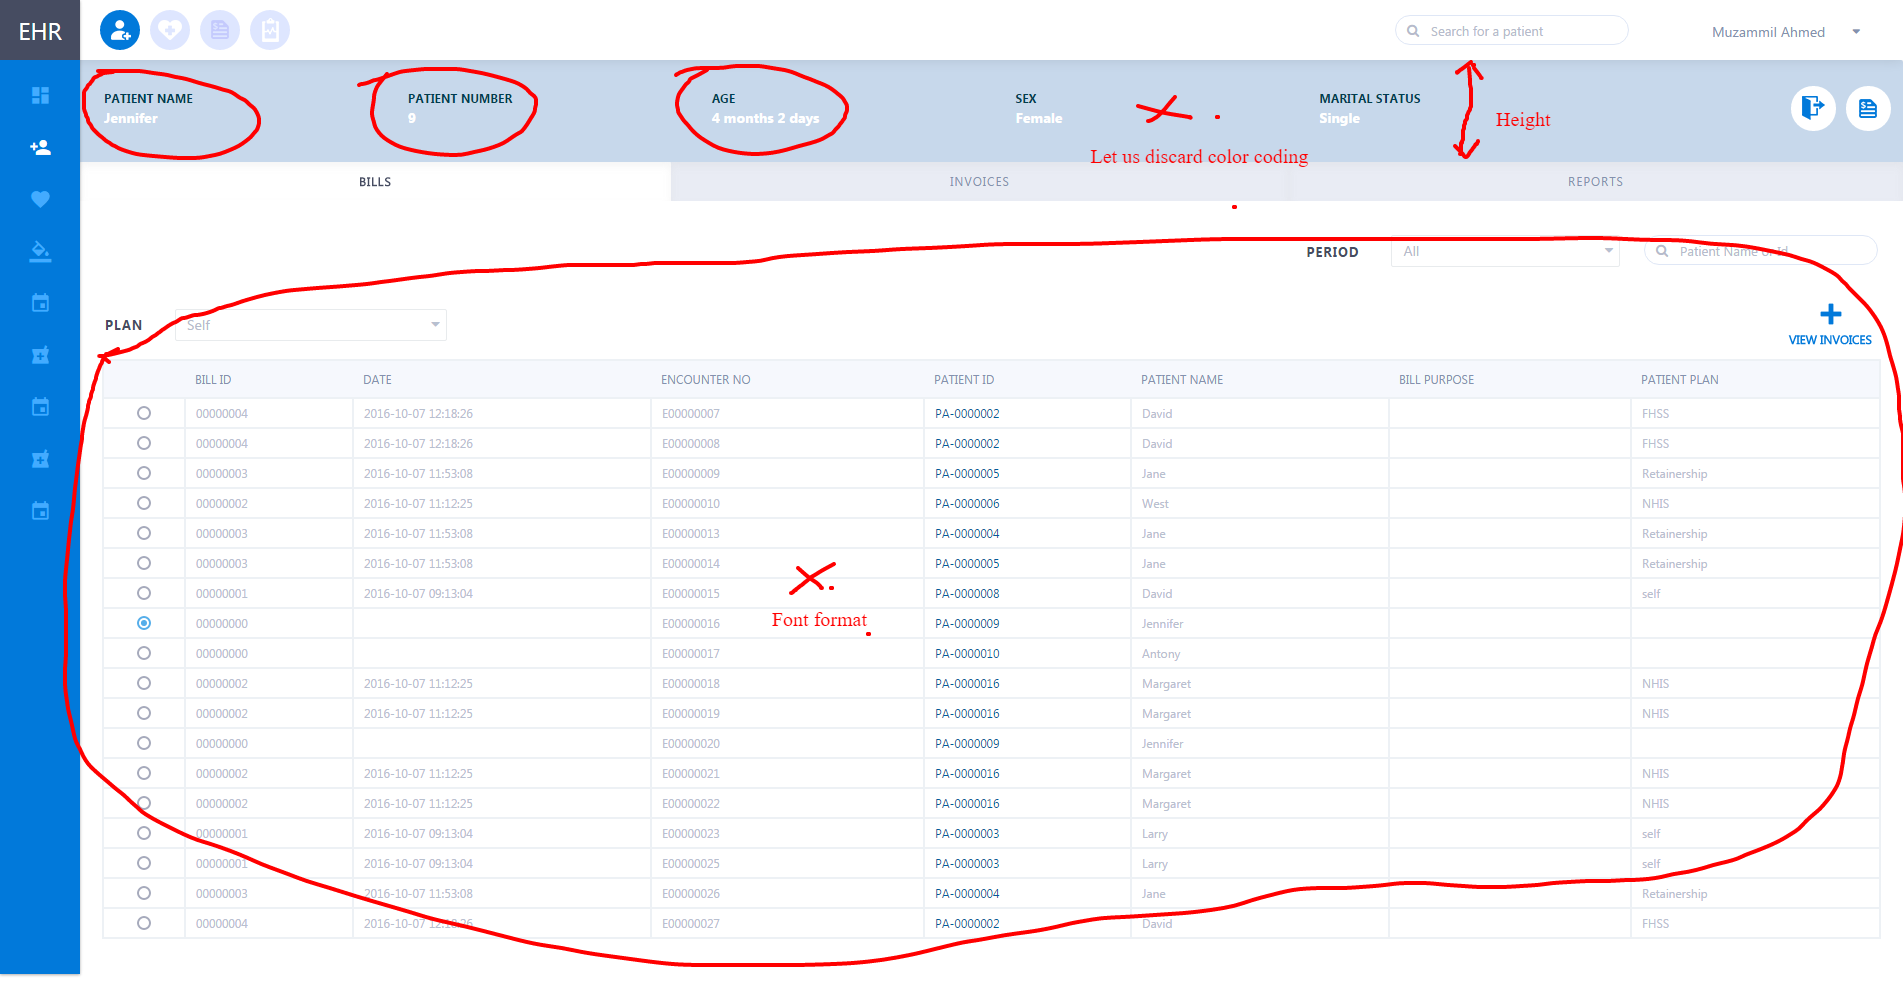 EHR
Search for a patient
Muzammil Ahmed
PATIENT NAME PATIENT NUMBER AGE SEX MARITAL STATUS
Jennifer 9 4 months 2 days Female Single
Height
Let us discard color coding
BILLS INVOICES REPORTS
PERIOD All Patient Name or Id
PLAN Self
VIEW INVOICES
BILL ID DATE ENCOUNTER NO PATIENT ID PATIENT NAME BILL PURPOSE PATIENT PLAN
00000004 2016-10-07 12:18:26 E00000007 PA-0000002 David FHSS
00000004 2016-10-07 12:18:26 E00000008 PA-0000002 David FHSS
00000003 2016-10-07 11:53:08 E00000009 PA-0000005 Jane Retainership
00000002 2016-10-07 11:12:25 E00000010 PA-0000006 West NHIS
00000003 2016-10-07 11:53:08 E00000013 PA-0000004 Jane Retainership
00000003 2016-10-07 11:53:08 E00000014 PA-0000005 Jane Retainership
00000001 2016-10-07 09:13:04 E00000015 PA-0000008 David self
Font format
00000000 E00000016 PA-0000009 Jennifer
00000000 E00000017 PA-0000010 Antony
00000002 2016-10-07 11:12:25 E00000018 PA-0000016 Margaret NHIS
00000002 2016-10-07 11:12:25 E00000019 PA-0000016 Margaret NHIS
00000000 E00000020 PA-0000009 Jennifer
00000002 2016-10-07 11:12:25 E00000021 PA-0000016 Margaret NHIS
00000002 2016-10-07 11:12:25 E00000022 PA-0000016 Margaret NHIS
00000001 2016-10-07 09:13:04 E00000023 PA-0000003 Larry self
00000001 2016-10-07 09:13:04 E00000025 PA-0000003 Larry self
00000003 2016-10-07 11:53:08 E00000026 PA-0000004 Jane Retainership
00000004 2016-10-07 12:18:26 E00000027 PA-0000002 David FHSS